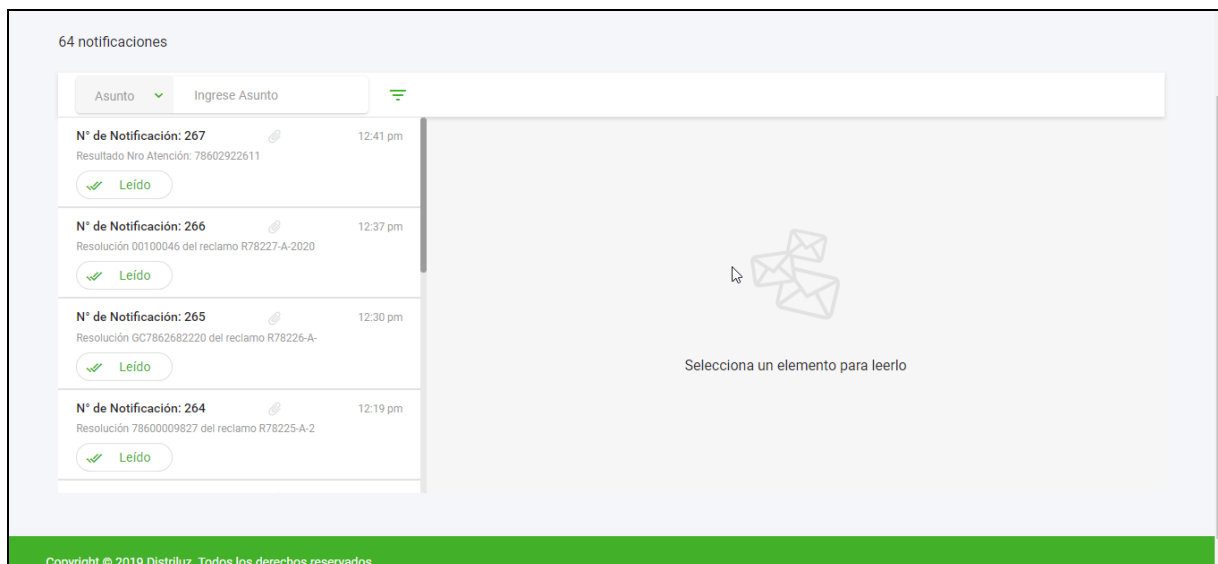 64 notificaciones
Asunto Ingrese Asunto
N° de Notificación: 267 12:41 pm
Resultado Nro Atención: 78602922611
Leído
N° de Notificación: 266 12:37 pm
Resolución 00100046 del reclamo R78227-A-2020
Leído
N° de Notificación: 265 12:30 pm
Resolución GC7862682220 del reclamo R78226-A-
Leído
N° de Notificación: 264 12:19 pm
Resolución 78600009827 del reclamo R78225-A-2
Leído
Selecciona un elemento para leerlo
Copyright © 2019 Distriluz. Todos los derechos reservados